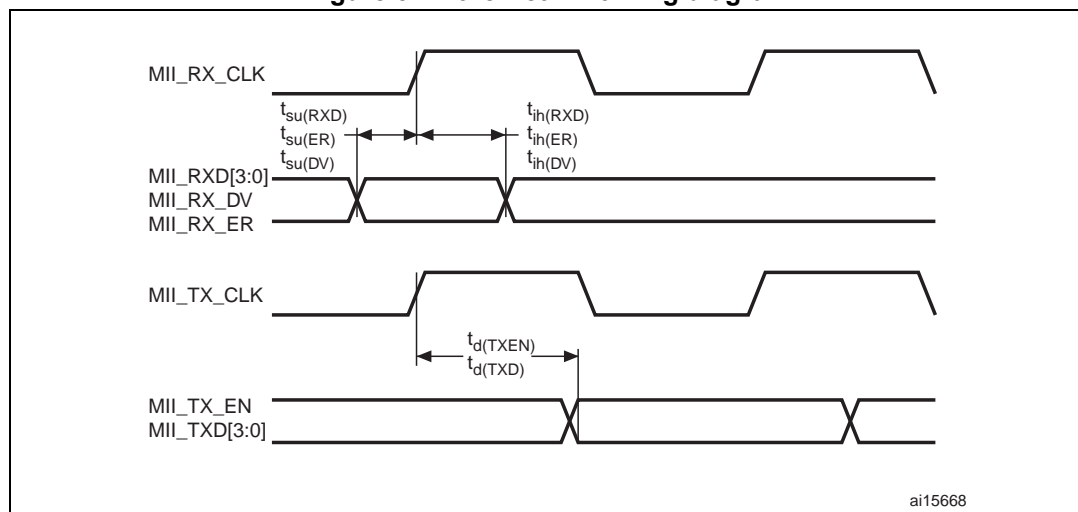 MII_RX_CLK
tsu(RXD)
tsu(ER)
tsu(DV)
tih(RXD)
tih(ER)
tih(DV)
MII_RXD[3:0]
MII_RX_DV
MII_RX_ER
MII_TX_CLK
td(TXEN)
td(TXD)
MII_TX_EN
MII_TXD[3:0]
ai15668